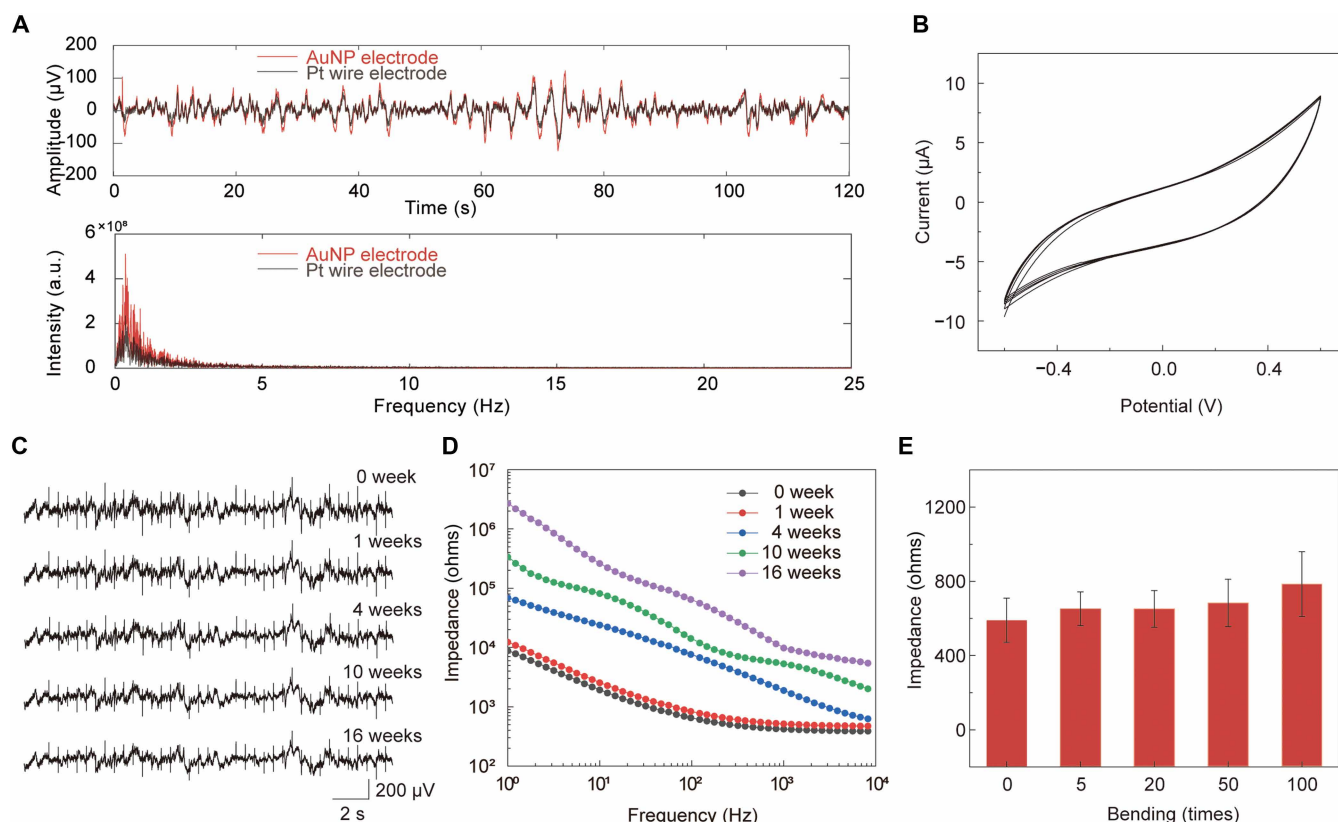 A
200
100
0
100
200
Amplitude (µV)
AuNP electrode
Pt wire electrode
0 20 40 60 80 100 120
Time (s)
6 ×10⁸
4
2
0
Intensity (a.u.)
AuNP electrode
Pt wire electrode
0 5 10 15 20 25
Frequency (Hz)
B
10
5
0
−5
−10
Current (µA)
−0.4 0.0 0.4
Potential (V)
C
0 week
1 weeks
4 weeks
10 weeks
16 weeks
200 µV
2 s
D
10⁷
10⁶
10⁵
10⁴
10³
10²
Impedance (ohms)
0 week
1 week
4 weeks
10 weeks
16 weeks
10⁰ 10¹ 10² 10³ 10⁴
Frequency (Hz)
E
1200
800
400
0
Impedance (ohms)
0 5 20 50 100
Bending (times)